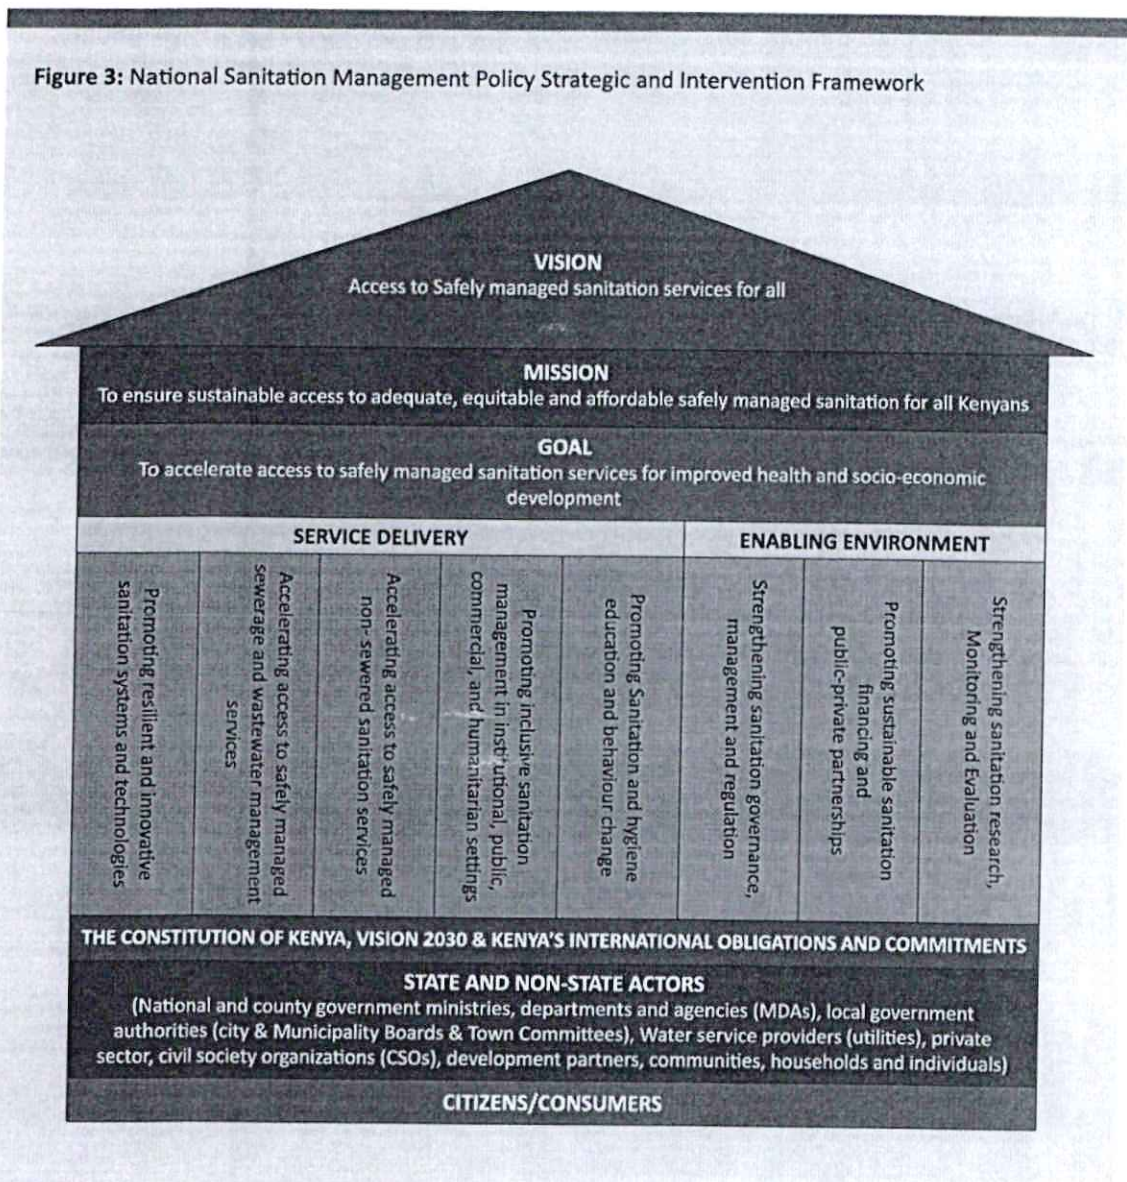 Figure 3: National Sanitation Management Policy Strategic and Intervention Framework
VISION
Access to Safely managed sanitation services for all
MISSION
To ensure sustainable access to adequate, equitable and affordable safely managed sanitation for all Kenyans
GOAL
To accelerate access to safely managed sanitation services for improved health and socio-economic
development
SERVICE DELIVERY
ENABLING ENVIRONMENT
Promoting resilient and innovative
sanitation systems and technologies
Accelerating access to safely managed
sewerage and wastewater management
services
Accelerating access to safely managed
non- sewered sanitation services
Promoting inclusive sanitation
management in institutional, public,
commercial, and humanitarian settings
Promoting Sanitation and hygiene
education and behaviour change
Strengthening sanitation governance,
management and regulation
Promoting sustainable sanitation
financing and
public-private partnerships
Strengthening sanitation research,
Monitoring and Evaluation
THE CONSTITUTION OF KENYA, VISION 2030 & KENYA'S INTERNATIONAL OBLIGATIONS AND COMMITMENTS
STATE AND NON-STATE ACTORS
(National and county government ministries, departments and agencies (MDAs), local government
authorities (city & Municipality Boards & Town Committees), Water service providers (utilities), private
sector, civil society organizations (CSOs), development partners, communities, households and individuals)
CITIZENS/CONSUMERS